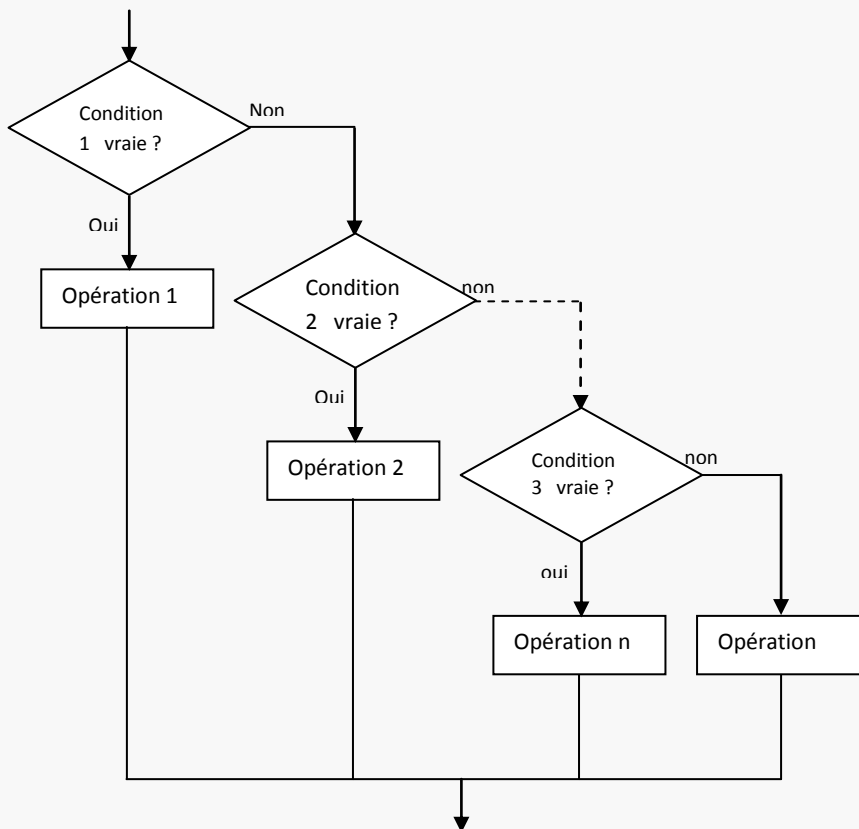 Condition
1 vraie ?
Non
Oui
Opération 1
Condition
2 vraie ?
non
Oui
Opération 2
Condition
3 vraie ?
non
oui
Opération n
Opération